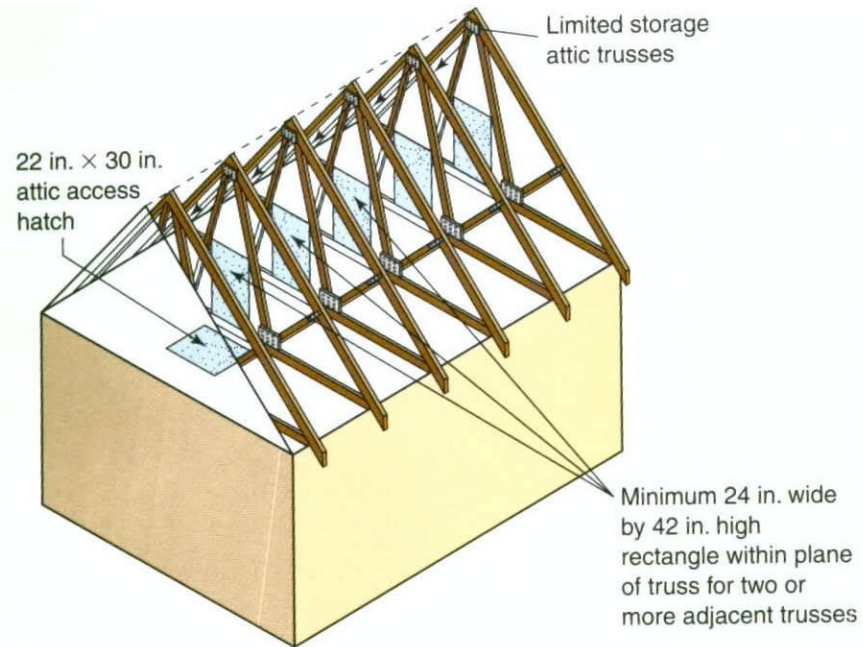 Limited storage
attic trusses
22 in. × 30 in.
attic access
hatch
Minimum 24 in. wide
by 42 in. high
rectangle within plane
of truss for two or
more adjacent trusses